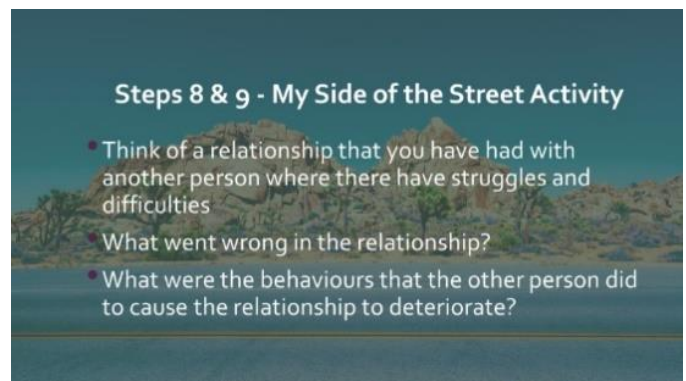 Steps 8 & 9 - My Side of the Street Activity
• Think of a relationship that you have had with
another person where there have struggles and
difficulties
• What went wrong in the relationship?
• What were the behaviours that the other person did
to cause the relationship to deteriorate?